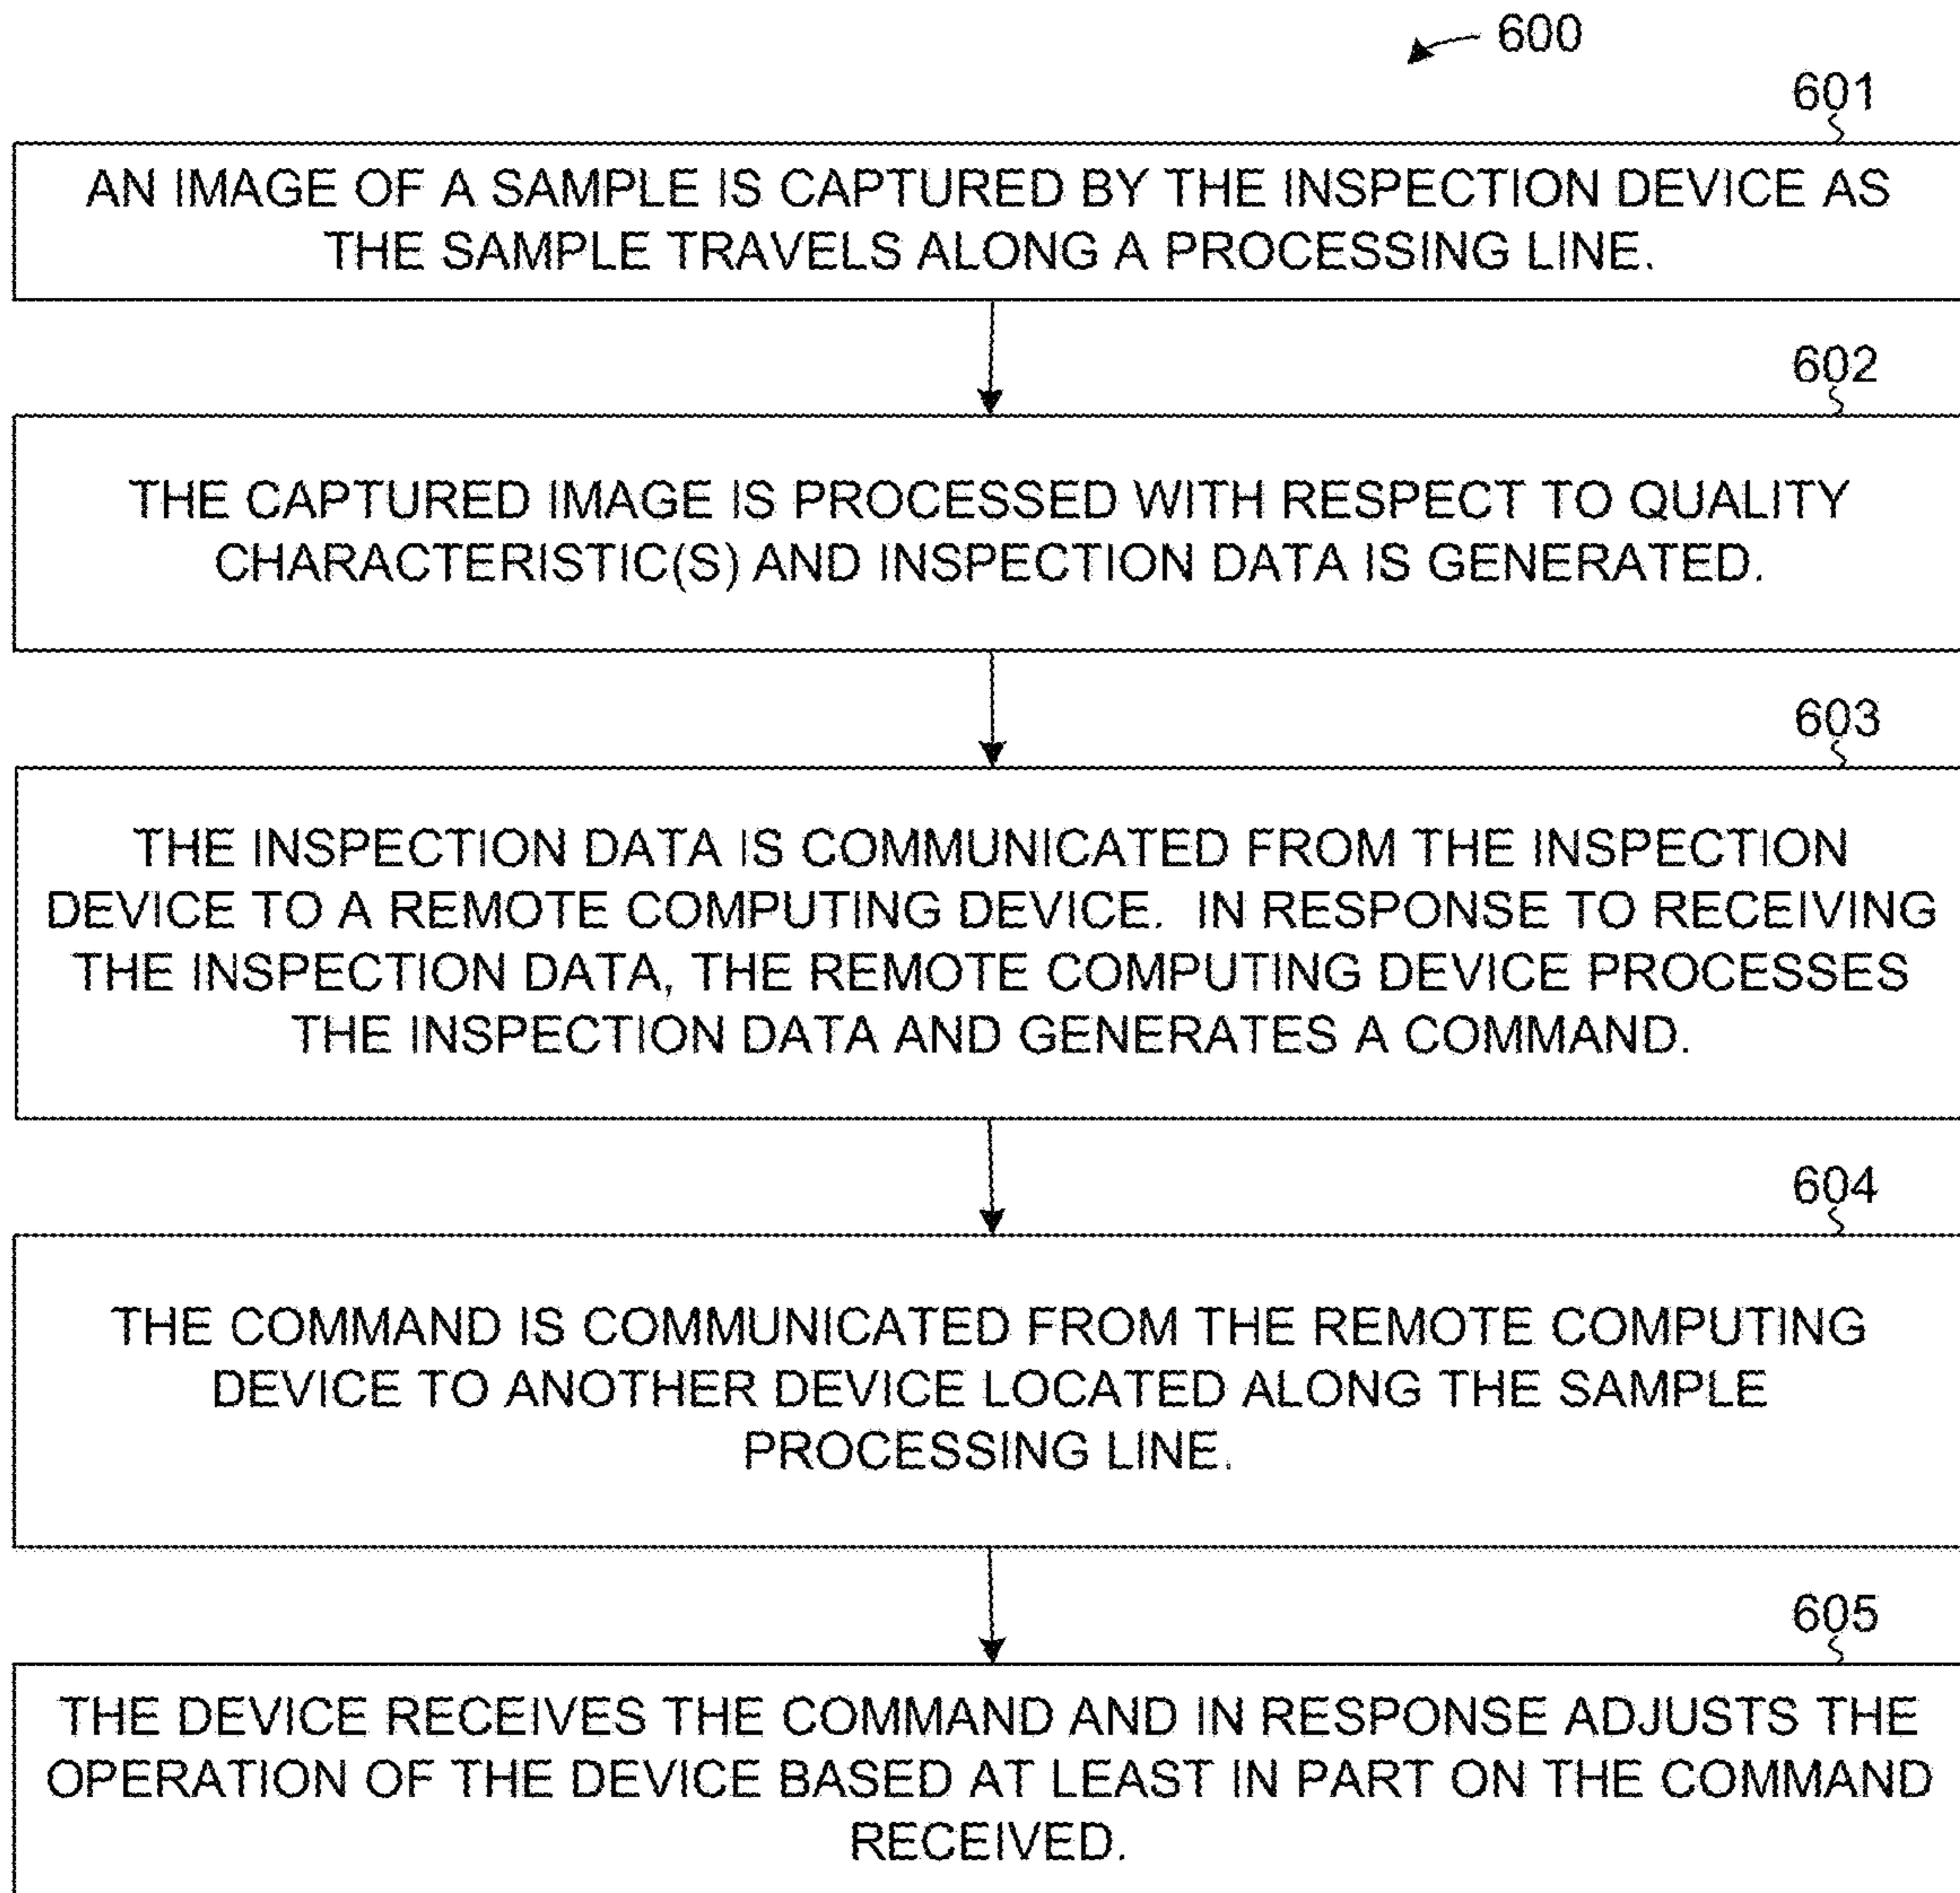 600
601
AN IMAGE OF A SAMPLE IS CAPTURED BY THE INSPECTION DEVICE AS
THE SAMPLE TRAVELS ALONG A PROCESSING LINE.
602
THE CAPTURED IMAGE IS PROCESSED WITH RESPECT TO QUALITY
CHARACTERISTIC(S) AND INSPECTION DATA IS GENERATED.
603
THE INSPECTION DATA IS COMMUNICATED FROM THE INSPECTION
DEVICE TO A REMOTE COMPUTING DEVICE. IN RESPONSE TO RECEIVING
THE INSPECTION DATA, THE REMOTE COMPUTING DEVICE PROCESSES
THE INSPECTION DATA AND GENERATES A COMMAND.
604
THE COMMAND IS COMMUNICATED FROM THE REMOTE COMPUTING
DEVICE TO ANOTHER DEVICE LOCATED ALONG THE SAMPLE
PROCESSING LINE.
605
THE DEVICE RECEIVES THE COMMAND AND IN RESPONSE ADJUSTS THE
OPERATION OF THE DEVICE BASED AT LEAST IN PART ON THE COMMAND
RECEIVED.